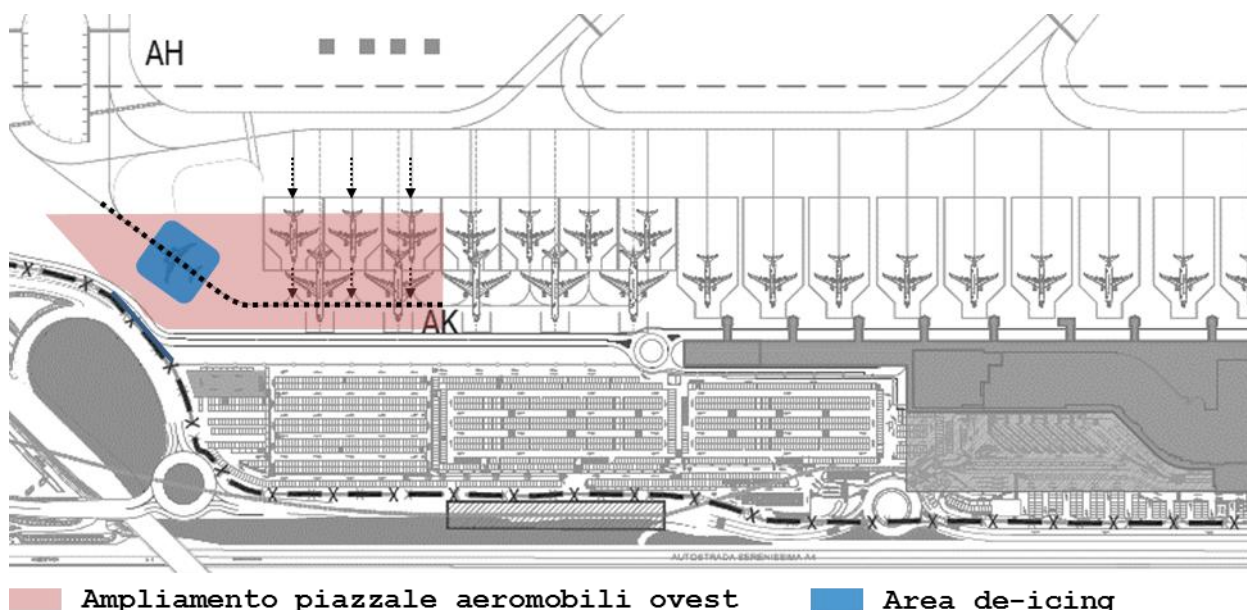 AH
AK
AUTOSTRADA SERENISSIMA A4
Ampliamento piazzale aeromobili ovest
Area de-icing